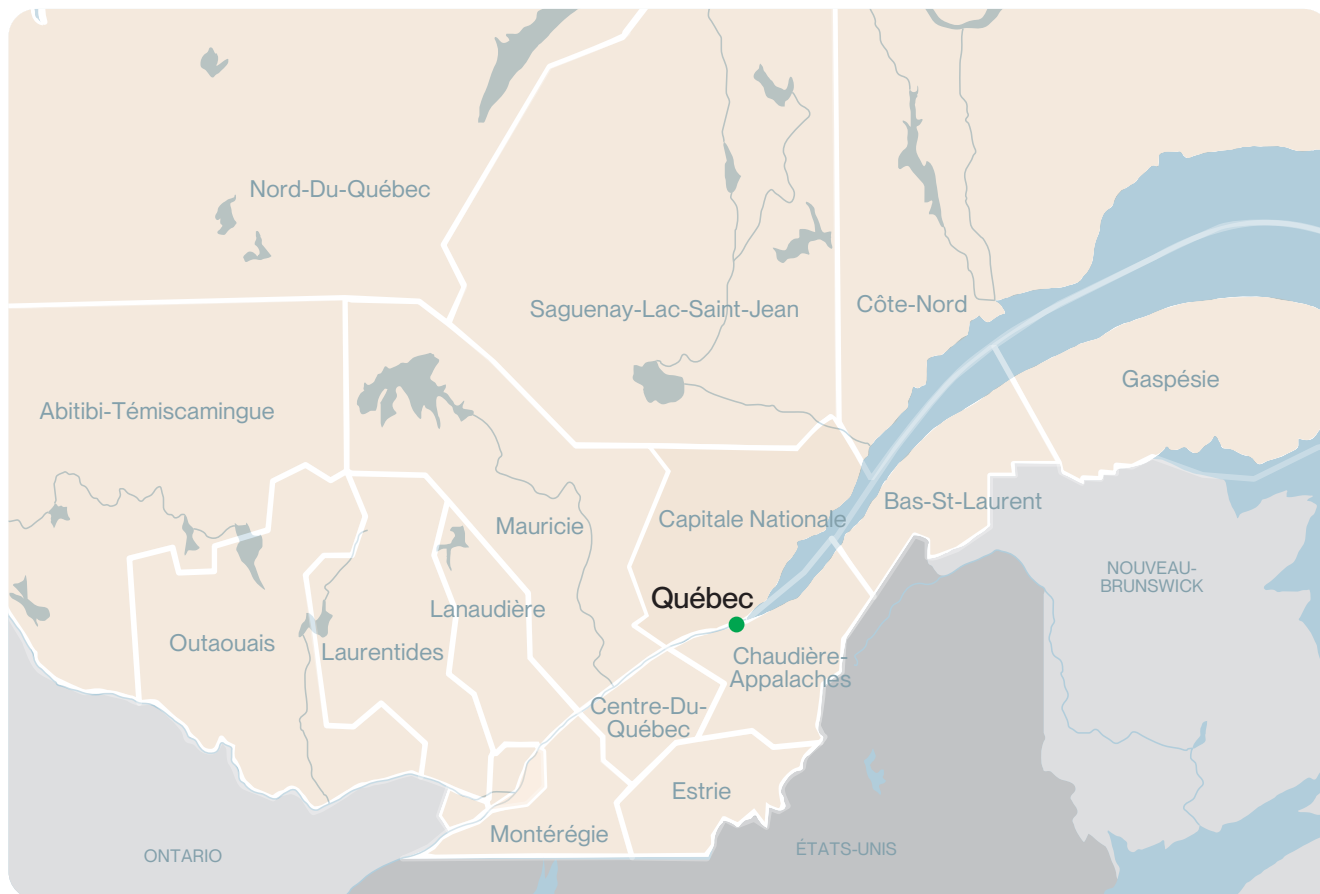 Nord-Du-Québec
Saguenay-Lac-Saint-Jean
Côte-Nord
Gaspésie
Abitibi-Témiscamingue
Bas-St-Laurent
Mauricie
Capitale Nationale
NOUVEAU-
BRUNSWICK
Québec
Lanaudière
Outaouais
Laurentides
Chaudière-
Appalaches
Centre-Du-
Québec
Estrie
Montérégie
ONTARIO
ÉTATS-UNIS